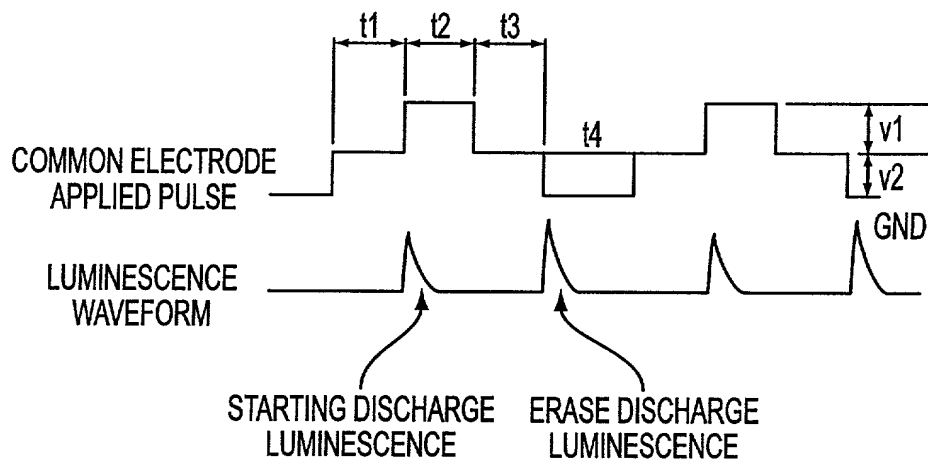 t1
t2
t3
t4
v1
COMMON ELECTRODE
APPLIED PULSE
v2
GND
LUMINESCENCE
WAVEFORM
STARTING DISCHARGE
LUMINESCENCE
ERASE DISCHARGE
LUMINESCENCE